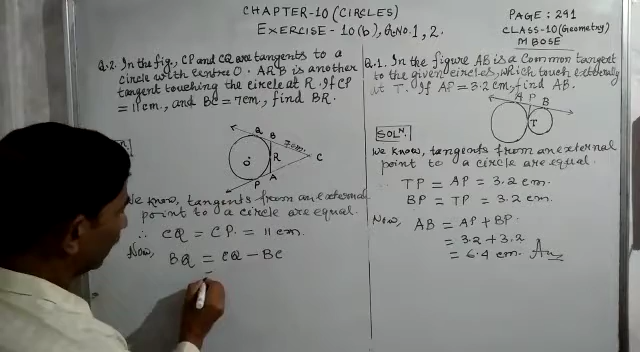 CHAPTER-10 (CIRCLES)
EXERCISE - 10(b), Q.No. 1, 2.
PAGE: 291
CLASS-10 (Geometry)
MBOSE
Q.2. In the fig., CP and CQ are tangents to a
circle with centre O. ARB is another
tangent touching the circle at R. If CP
= 11 cm, and BC = 7 cm, find BR.
Q B 7 cm.
O R C
P A
We know, tangents from an external
point to a circle are equal.
∴ CQ = CP = 11 cm
Now, BQ = CQ - BC
=
Q.1. In the figure AB is a Common tangent
to the given circles, which touch externally
at T. If AP = 3.2 cm, find AB.
A P B
T
SOLN.
We know, tangents from an external
point to a circle are equal.
TP = AP = 3.2 cm.
BP = TP = 3.2 cm.
Now, AB = AP + BP
= 3.2 + 3.2
= 6.4 cm. Ans